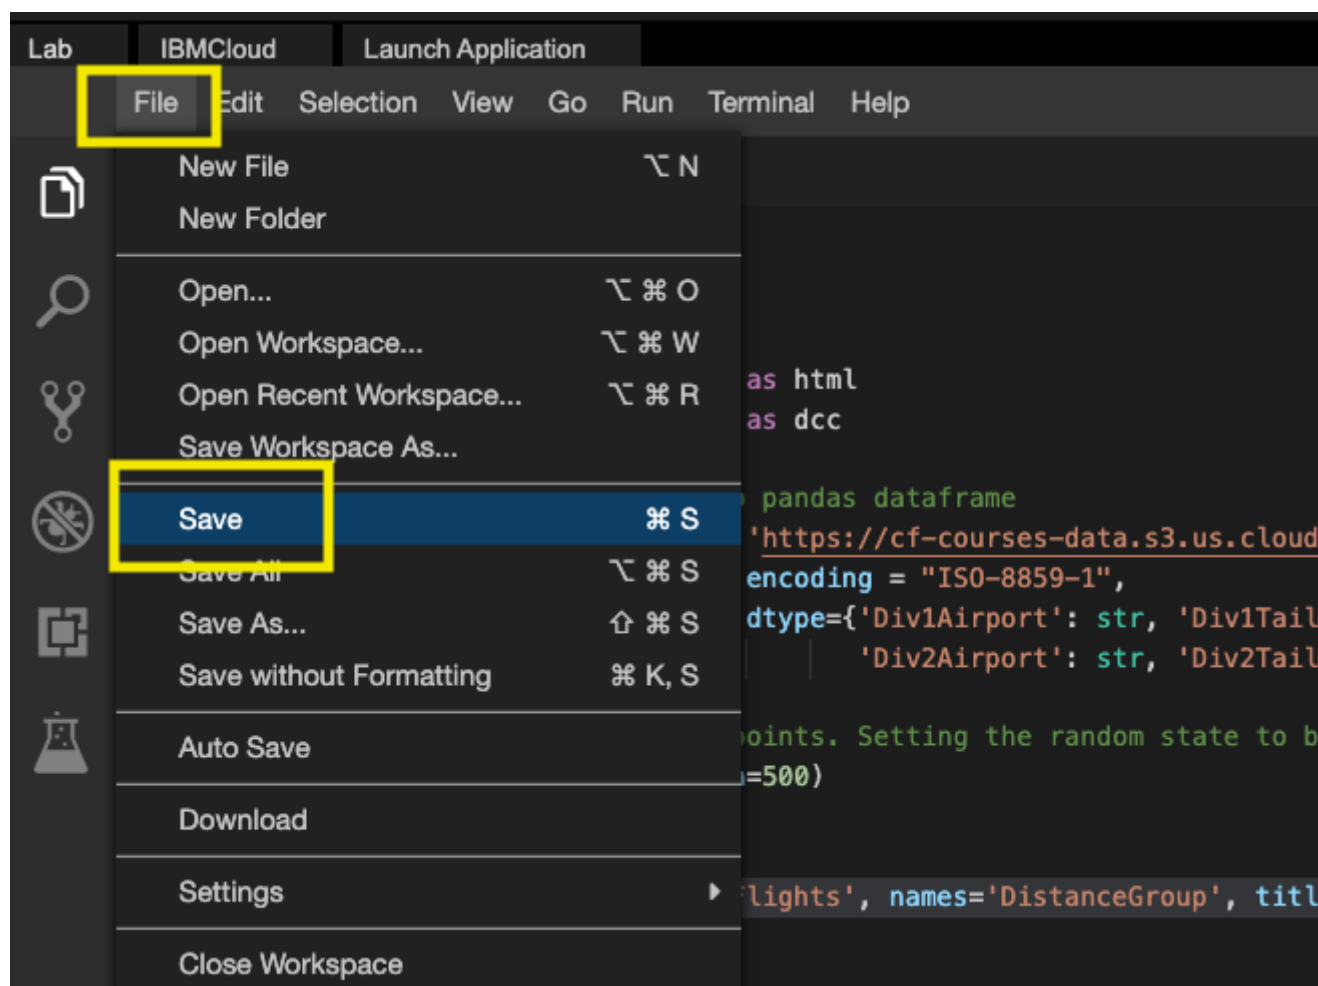 Lab IBMCloud Launch Application
File Edit Selection View Go Run Terminal Help
New File ⌥ N
New Folder
Open... ⌥ ⌘ O
Open Workspace... ⌥ ⌘ W
Open Recent Workspace... ⌥ ⌘ R
as html
Save Workspace As...
as dcc
pandas dataframe
Save ⌘ S
'https://cf-courses-data.s3.us.cloud
Save All ⌥ ⌘ S
encoding = "ISO-8859-1",
Save As... ⇧ ⌘ S
dtype={'Div1Airport': str, 'Div1Tail
Save without Formatting ⌘ K, S
'Div2Airport': str, 'Div2Tail
Auto Save
oints. Setting the random state to b
=500)
Download
Settings
lights', names='DistanceGroup', titl
Close Workspace